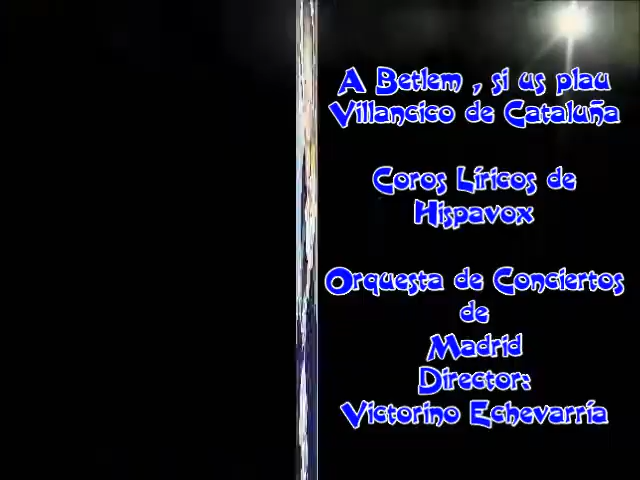 A Betlem , si us plau
Villancico de Cataluña
Coros Líricos de
Hispavox
Orquesta de Conciertos
de
Madrid
Director:
Victorino Echevarría